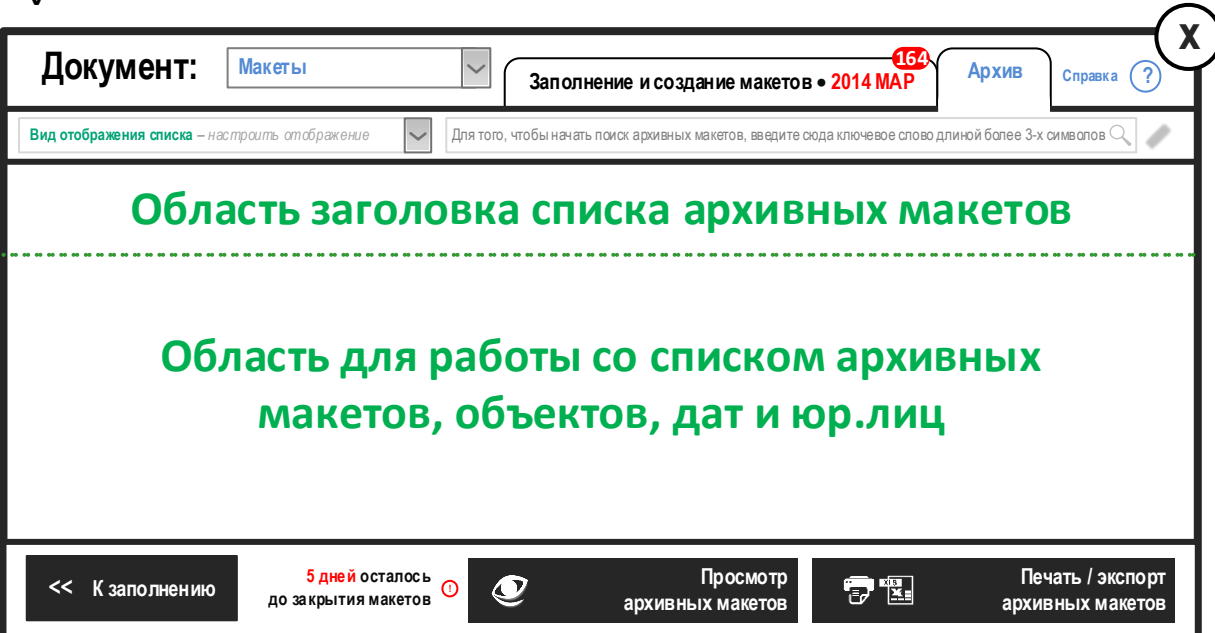 X
Документ:
Макеты
164
Заполнение и создание макетов • 2014 МАР
Архив
Справка ?
Вид отображения списка – настроить отображение
Для того, чтобы начать поиск архивных макетов, введите сюда ключевое слово длиной более 3-х символов
Область заголовка списка архивных макетов
Область для работы со списком архивных
макетов, объектов, дат и юр.лиц
<< К заполнению
5 дней осталось
до закрытия макетов
!
Просмотр
архивных макетов
XLS
X
Печать / экспорт
архивных макетов